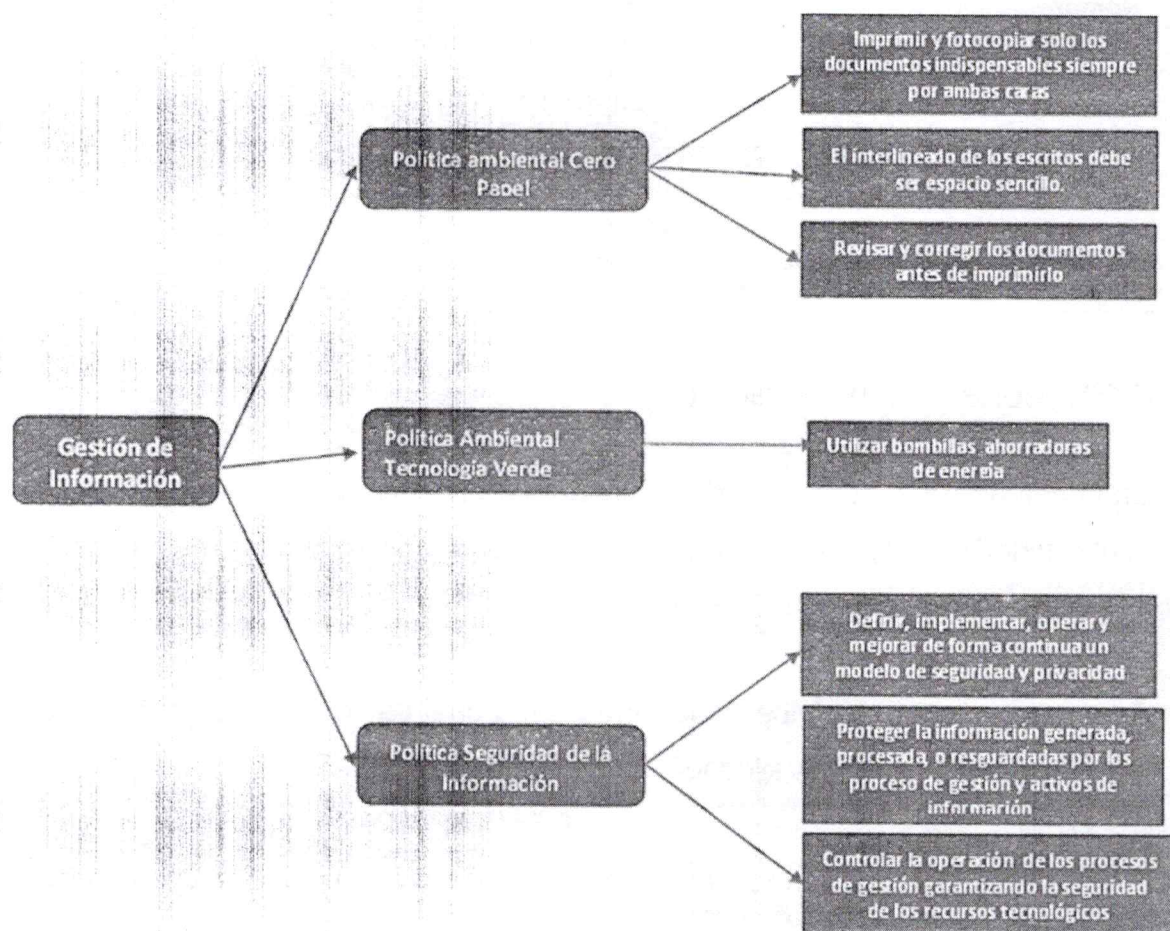 Gestión de
Información
Política ambiental Cero
Papel
Imprimir y fotocopiar solo los
documentos indispensables siempre
por ambas caras
El interlineado de los escritos debe
ser espacio sencillo.
Revisar y corregir los documentos
antes de imprimirlo
Política Ambiental
Tecnología Verde
Utilizar bombillas ahorradoras
de energía
Política Seguridad de la
Información
Definir, implementar, operar y
mejorar de forma continua un
modelo de seguridad y privacidad
Proteger la información generada,
procesada, o resguardadas por los
proceso de gestión y activos de
información
Controlar la operación de los procesos
de gestión garantizando la seguridad
de los recursos tecnológicos